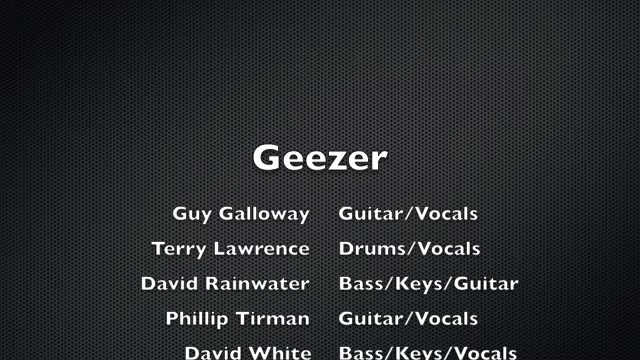 Geezer
Guy Galloway Guitar/Vocals
Terry Lawrence Drums/Vocals
David Rainwater Bass/Keys/Guitar
Phillip Tirman Guitar/Vocals
David White Bass/Keys/Vocals